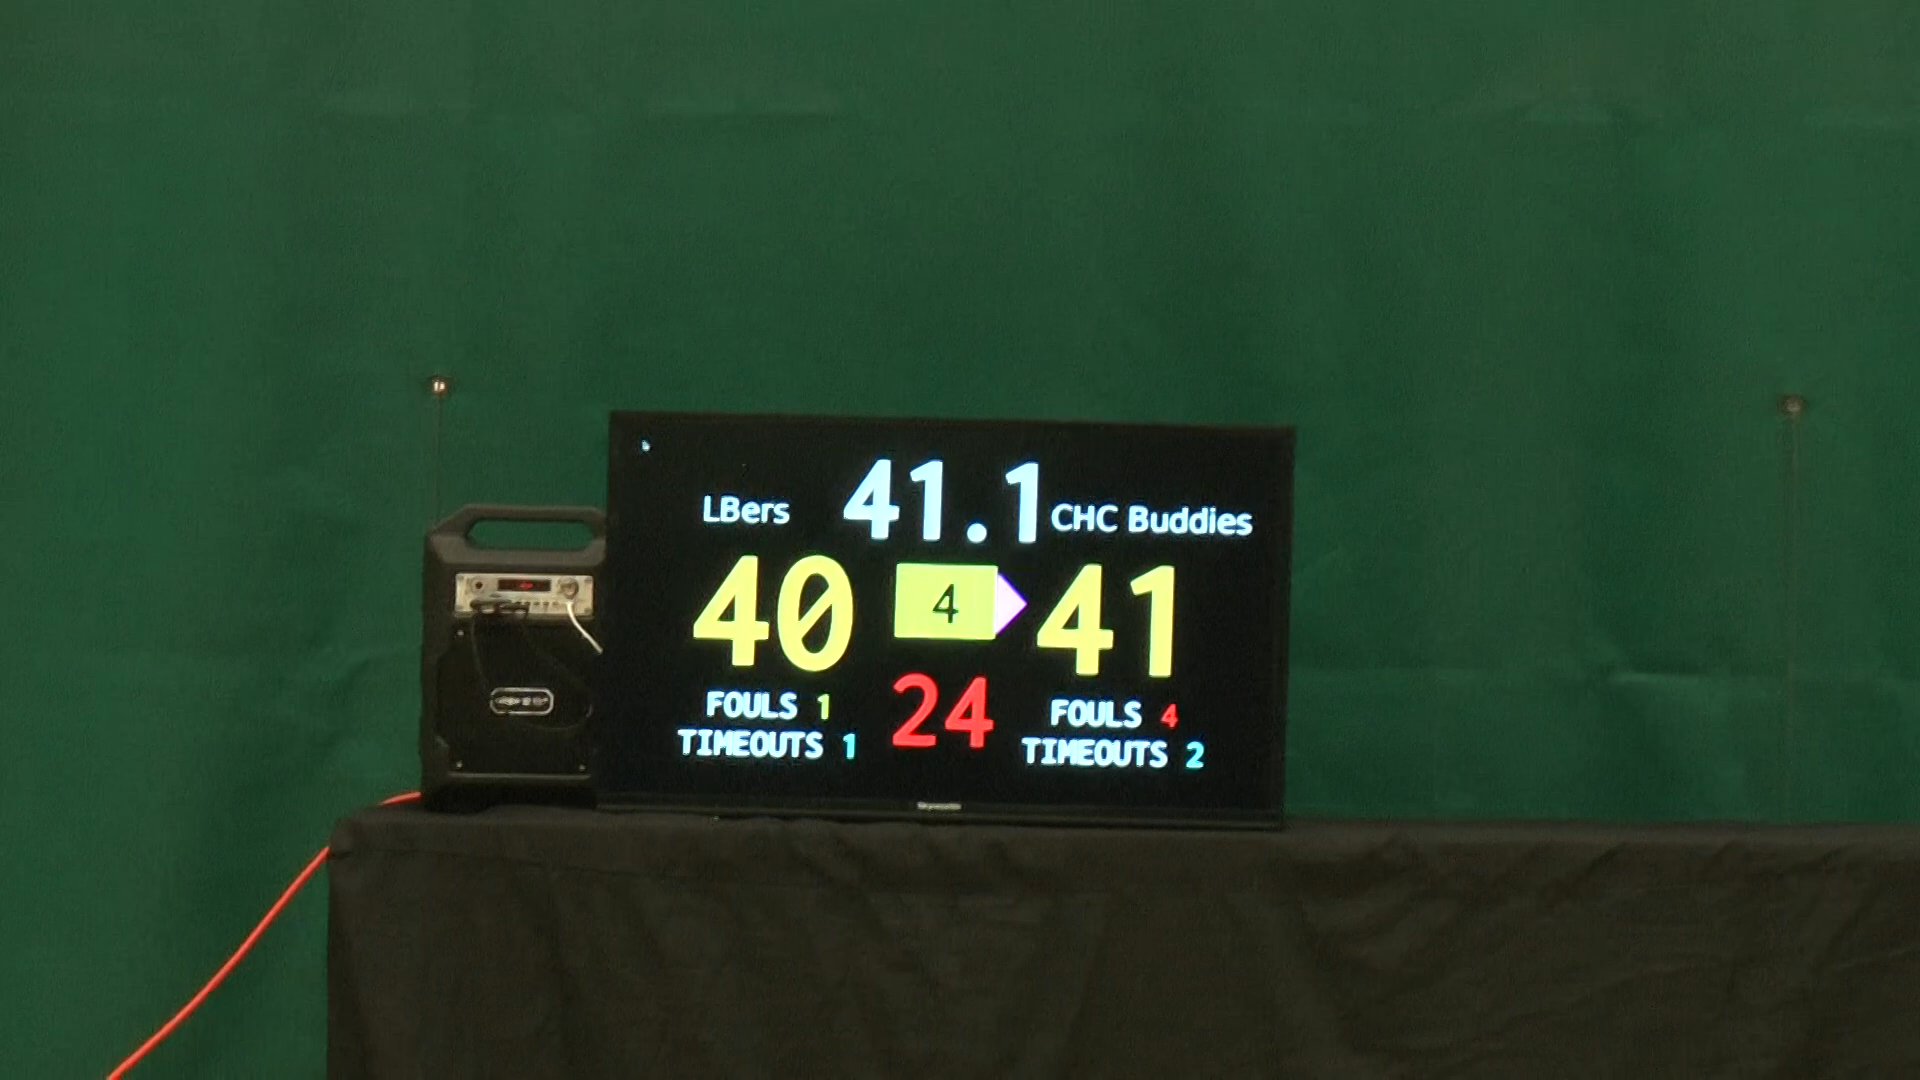 41.1
LBers
CHC Buddies
40
4
41
24
FOULS 1
FOULS 4
TIMEOUTS 1
TIMEOUTS 2